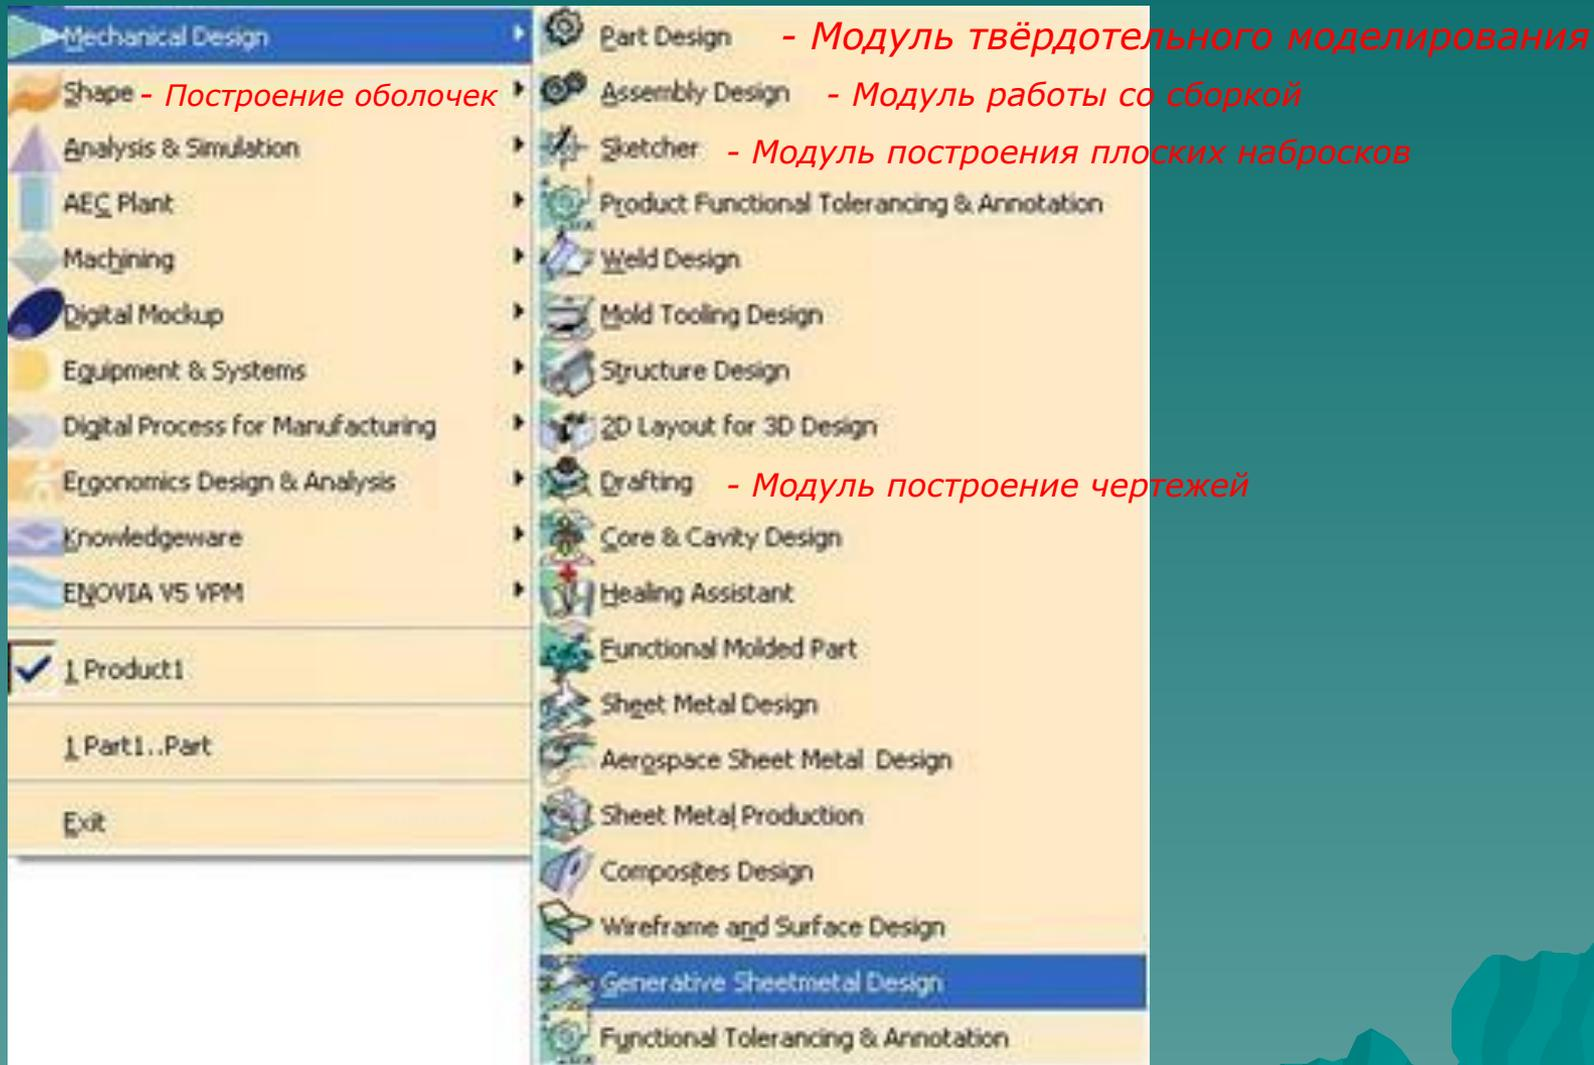 Mechanical Design
Shape - Построение оболочек
Analysis & Simulation
AEC Plant
Machining
Digital Mockup
Equipment & Systems
Digital Process for Manufacturing
Ergonomics Design & Analysis
Knowledgeware
ENOVIA V5 VPM
1 Product1
1 Part1..Part
Exit
Part Design - Модуль твёрдотельного моделирования
Assembly Design - Модуль работы со сборкой
Sketcher - Модуль построения плоских набросков
Product Functional Tolerancing & Annotation
Weld Design
Mold Tooling Design
Structure Design
2D Layout for 3D Design
Drafting - Модуль построение чертежей
Core & Cavity Design
Healing Assistant
Functional Molded Part
Sheet Metal Design
Aerospace Sheet Metal Design
Sheet Metal Production
Composites Design
Wireframe and Surface Design
Generative Sheetmetal Design
Functional Tolerancing & Annotation